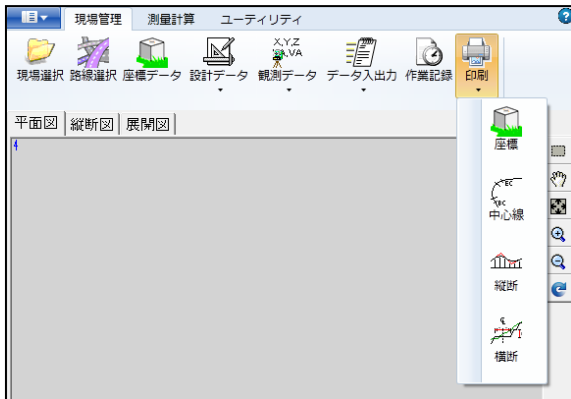 現場管理 測量計算 ユーティリティ
X,Y,Z
VA
現場選択 路線選択 座標データ 設計データ 観測データ データ入出力 作業記録 印刷
平面図 縦断図 展開図
座標
EC
BC
中心線
縦断
横断